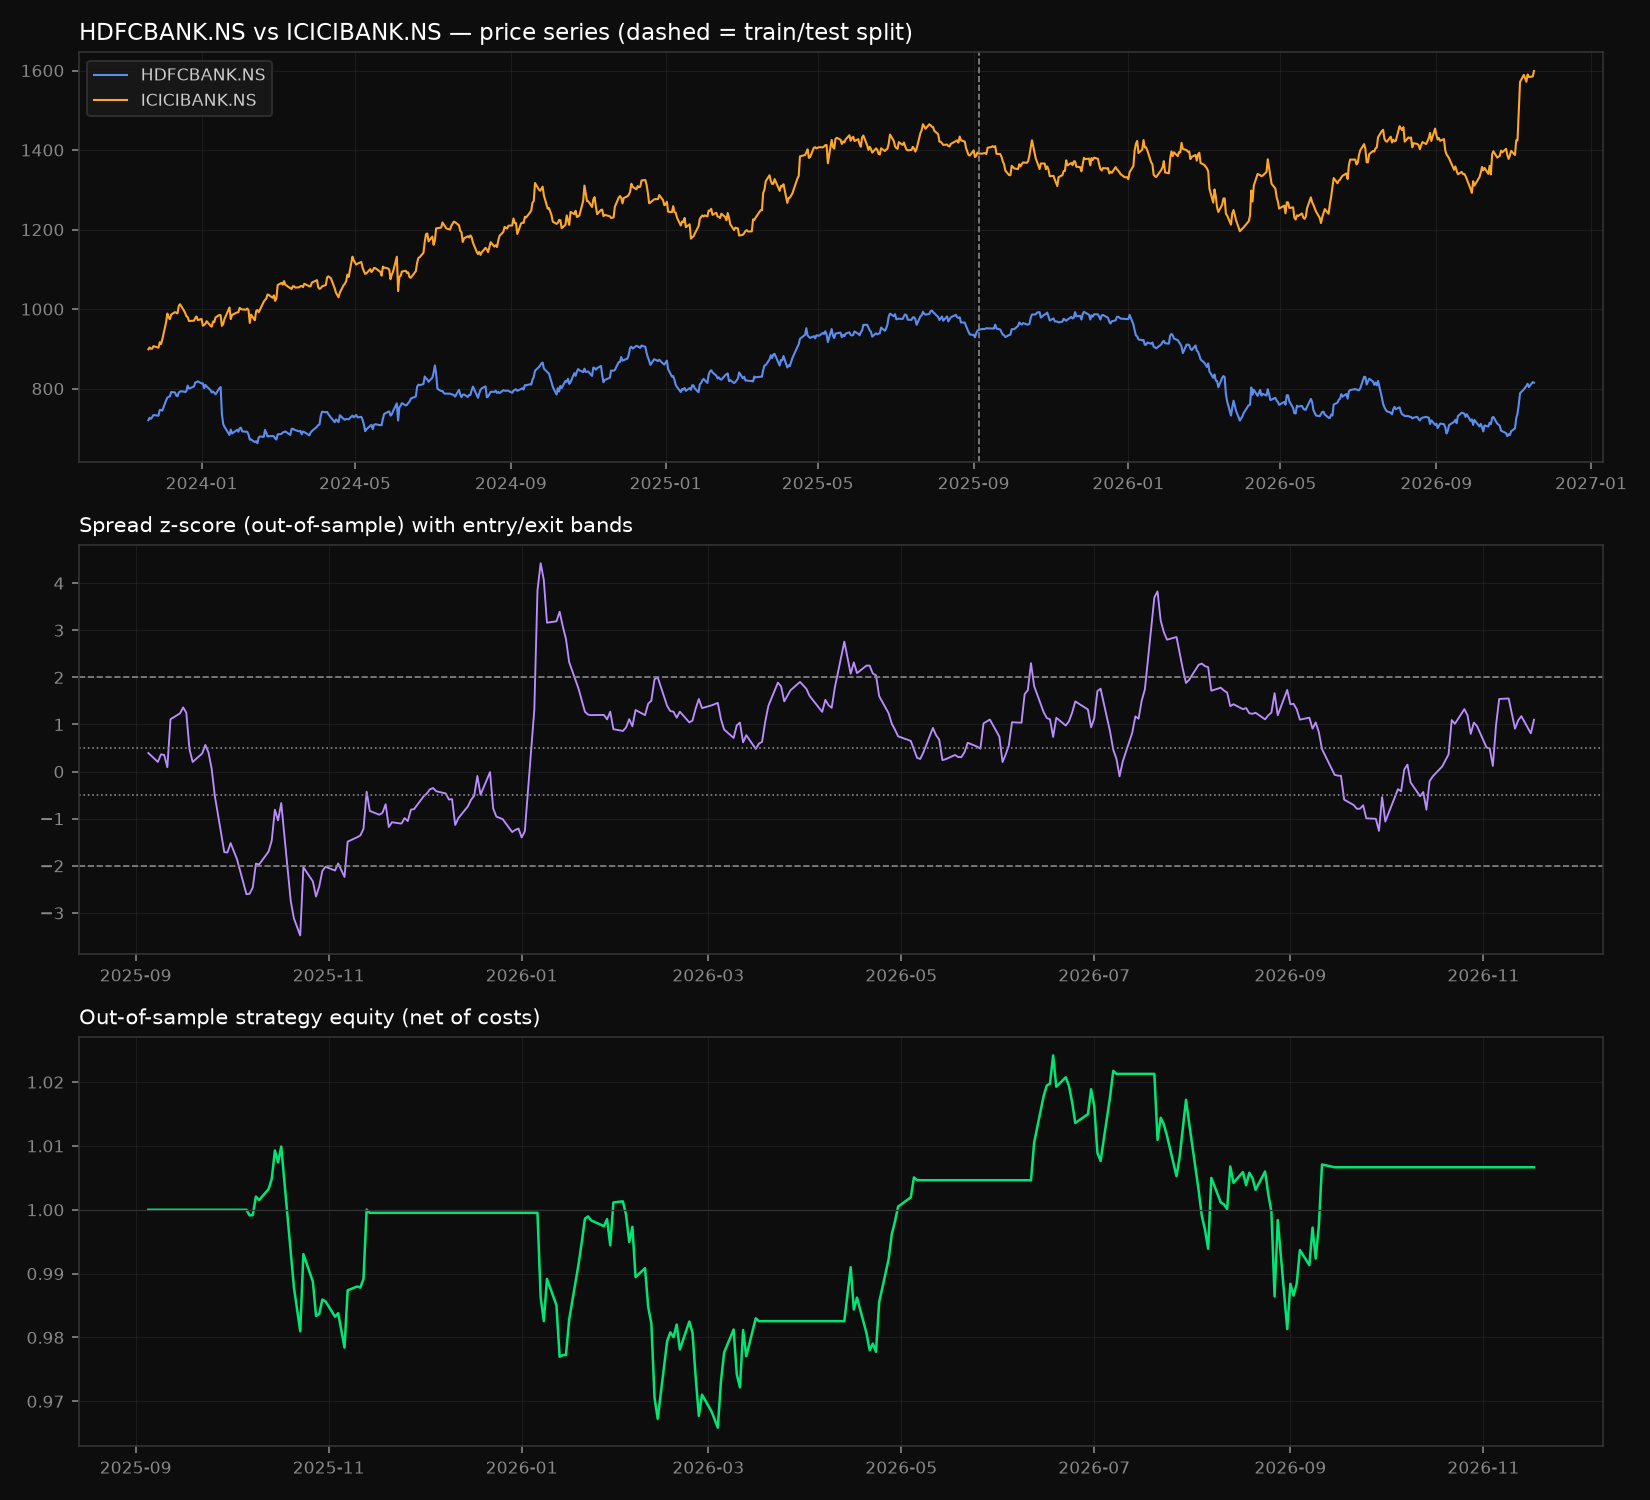 HDFCBANK.NS vs ICICIBANK.NS — price series (dashed = train/test split)
HDFCBANK.NS
ICICIBANK.NS
1600
1400
1200
1000
800
2024-01 2024-05 2024-09 2025-01 2025-05 2025-09 2026-01 2026-05 2026-09 2027-01
Spread z-score (out-of-sample) with entry/exit bands
4
3
2
1
0
−1
−2
−3
2025-09 2025-11 2026-01 2026-03 2026-05 2026-07 2026-09 2026-11
Out-of-sample strategy equity (net of costs)
1.02
1.01
1.00
0.99
0.98
0.97
2025-09 2025-11 2026-01 2026-03 2026-05 2026-07 2026-09 2026-11